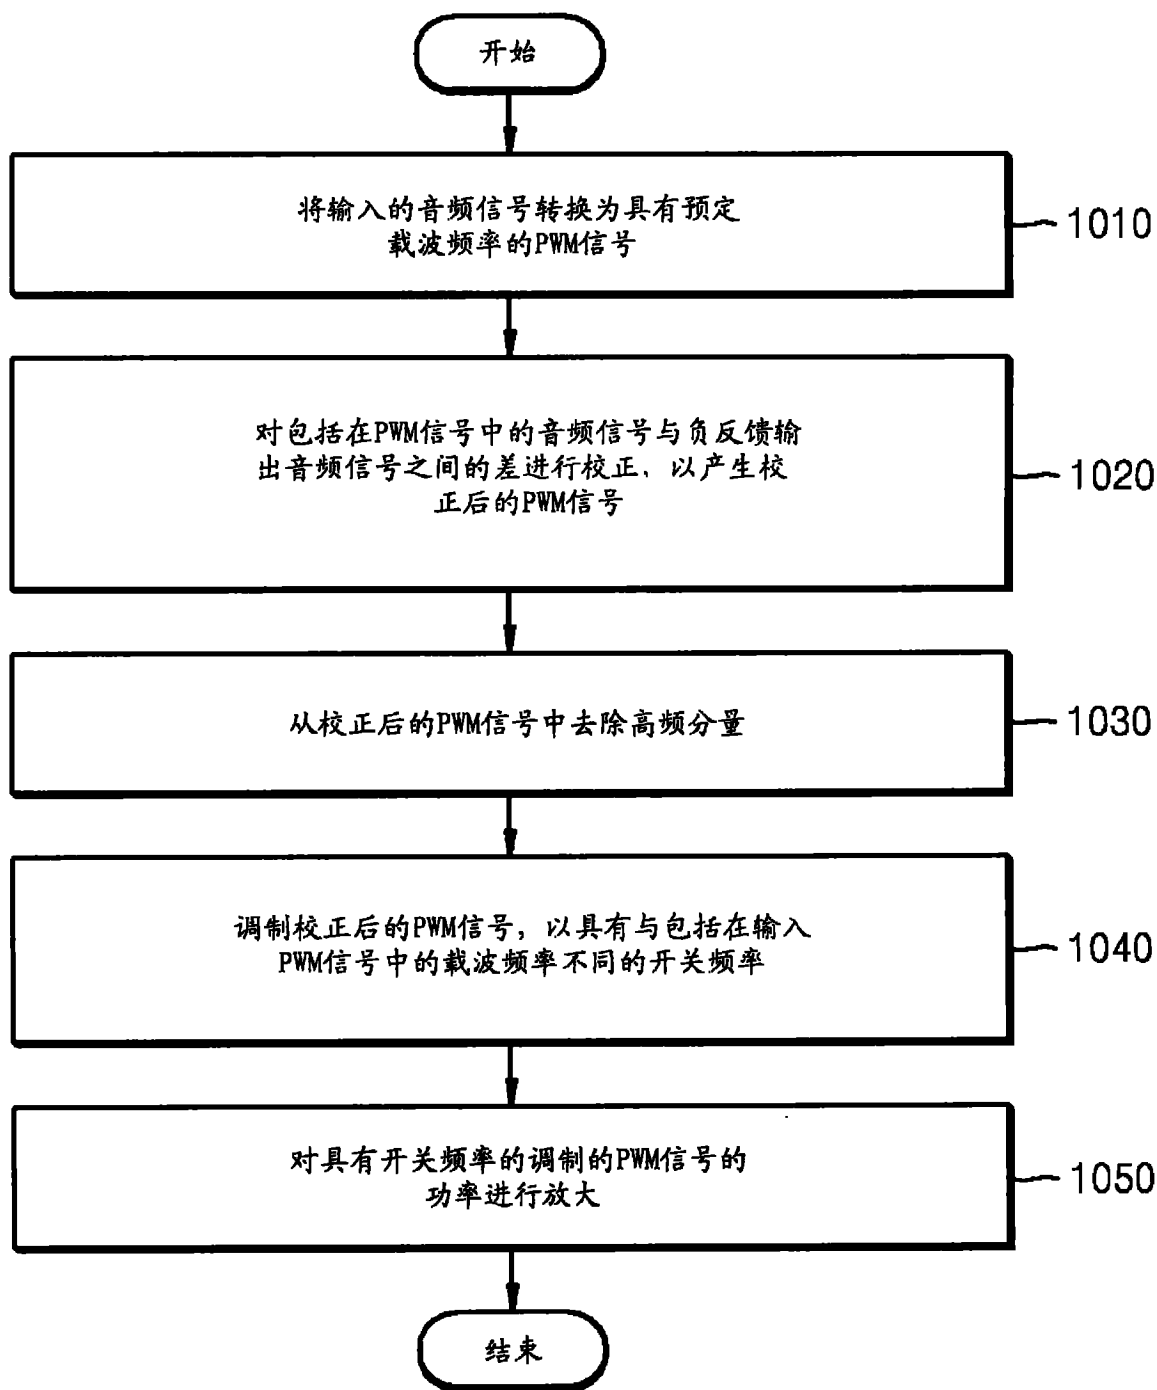 开始
将输入的音频信号转换为具有预定
载波频率的PWM信号
1010
对包括在PWM信号中的音频信号与负反馈输
出音频信号之间的差进行校正，以产生校
正后的PWM信号
1020
从校正后的PWM信号中去除高频分量
1030
调制校正后的PWM信号，以具有与包括在输入
PWM信号中的载波频率不同的开关频率
1040
对具有开关频率的调制的PWM信号的
功率进行放大
1050
结束